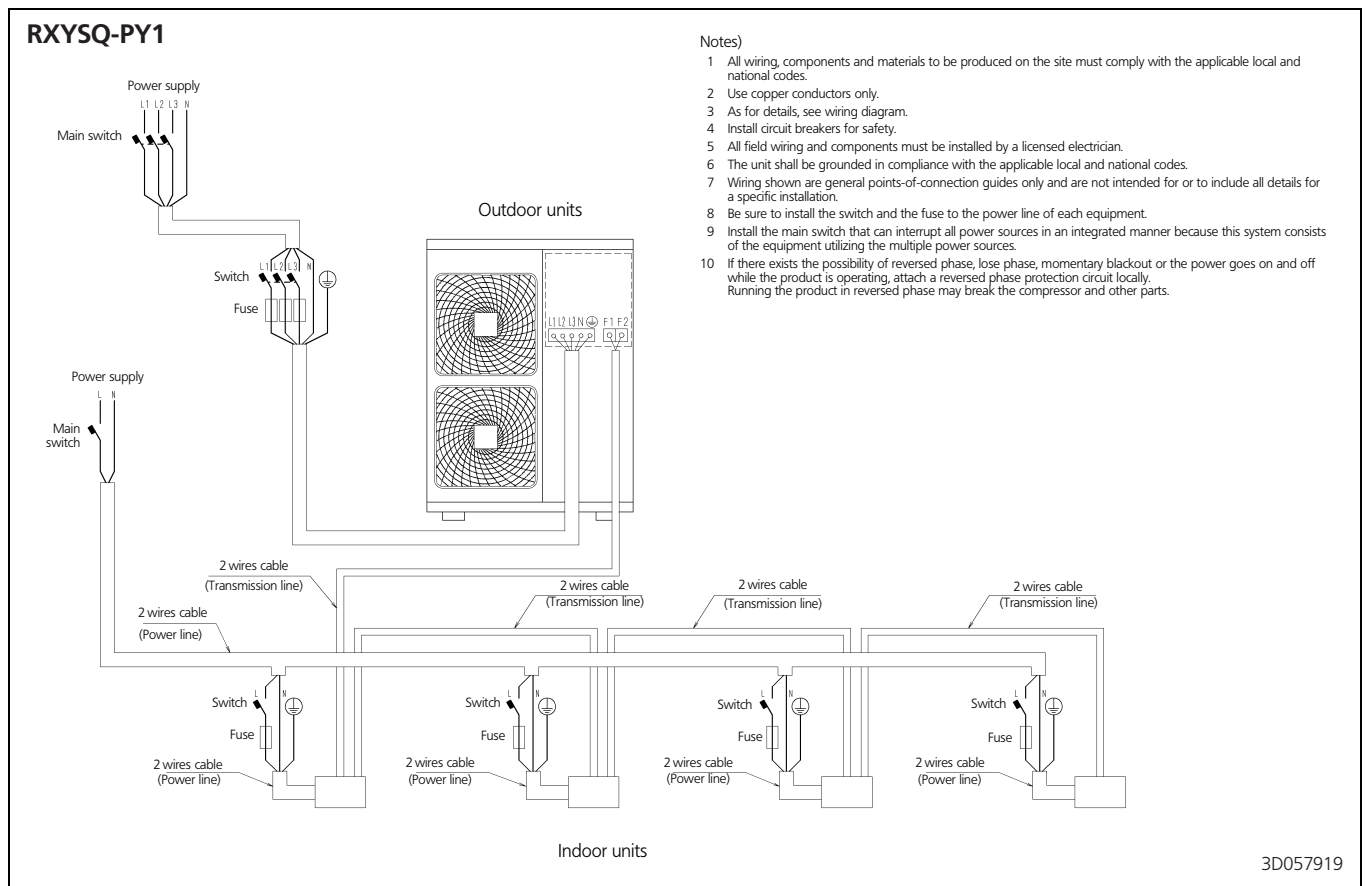 RXYSQ-PY1
Notes)
1 All wiring, components and materials to be produced on the site must comply with the applicable local and
national codes.
2 Use copper conductors only.
3 As for details, see wiring diagram.
4 Install circuit breakers for safety.
5 All field wiring and components must be installed by a licensed electrician.
6 The unit shall be grounded in compliance with the applicable local and national codes.
7 Wiring shown are general points-of-connection guides only and are not intended for or to include all details for
a specific installation.
8 Be sure to install the switch and the fuse to the power line of each equipment.
9 Install the main switch that can interrupt all power sources in an integrated manner because this system consists
of the equipment utilizing the multiple power sources.
10 If there exists the possibility of reversed phase, lose phase, momentary blackout or the power goes on and off
while the product is operating, attach a reversed phase protection circuit locally.
Running the product in reversed phase may break the compressor and other parts.
Power supply
L1 L2 L3 N
Main switch
Outdoor units
L1 L2 L3 N
Switch
Fuse
L1 L2 L3 N F1 F2
Power supply
L N
Main
switch
2 wires cable
(Transmission line)
2 wires cable
(Transmission line)
2 wires cable
(Transmission line)
2 wires cable
(Transmission line)
2 wires cable
(Power line)
L N
Switch
Fuse
2 wires cable
(Power line)
L N
Switch
Fuse
2 wires cable
(Power line)
L N
Switch
Fuse
2 wires cable
(Power line)
L N
Switch
Fuse
2 wires cable
(Power line)
Indoor units
3D057919